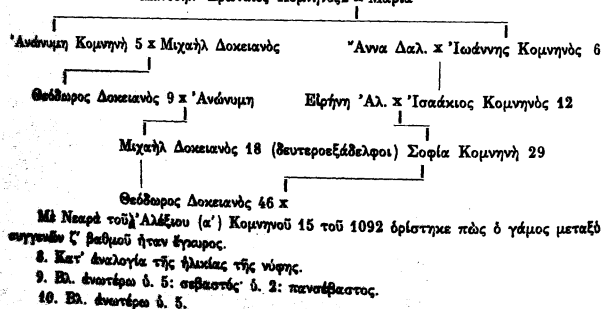 Κομνηνὸς x Μαρία
Ἀνώνυμη Κομνηνὴ 5 x Μιχαὴλ Δοκειανὸς Ἄννα Δαλ. x Ἰωάννης Κομνηνὸς 6
Θεόδωρος Δοκειανὸς 9 x Ἀνώνυμη Εἰρήνη Ἀλ. x Ἰσαάκιος Κομνηνὸς 12
Μιχαὴλ Δοκειανὸς 18 (δευτεροεξάδελφοι) Σοφία Κομνηνὴ 29
Θεόδωρος Δοκειανὸς 46 x
Μὲ Νεαρὰ τοῦ Ἀλέξιου (α') Κομνηνοῦ 15 τοῦ 1092 ὁρίστηκε πὼς ὁ γάμος μεταξὺ
συγγενῶν ζ' βαθμοῦ ἦταν ἔγκυρος.
8. Κατ' ἀναλογία τῆς ἡλικίας τῆς νύφης.
9. Βλ. ἀνωτέρω ὑ. 5: σεβαστός· ὑ. 2: πανσέβαστος.
10. Βλ. ἀνωτέρω ὑ. 5.